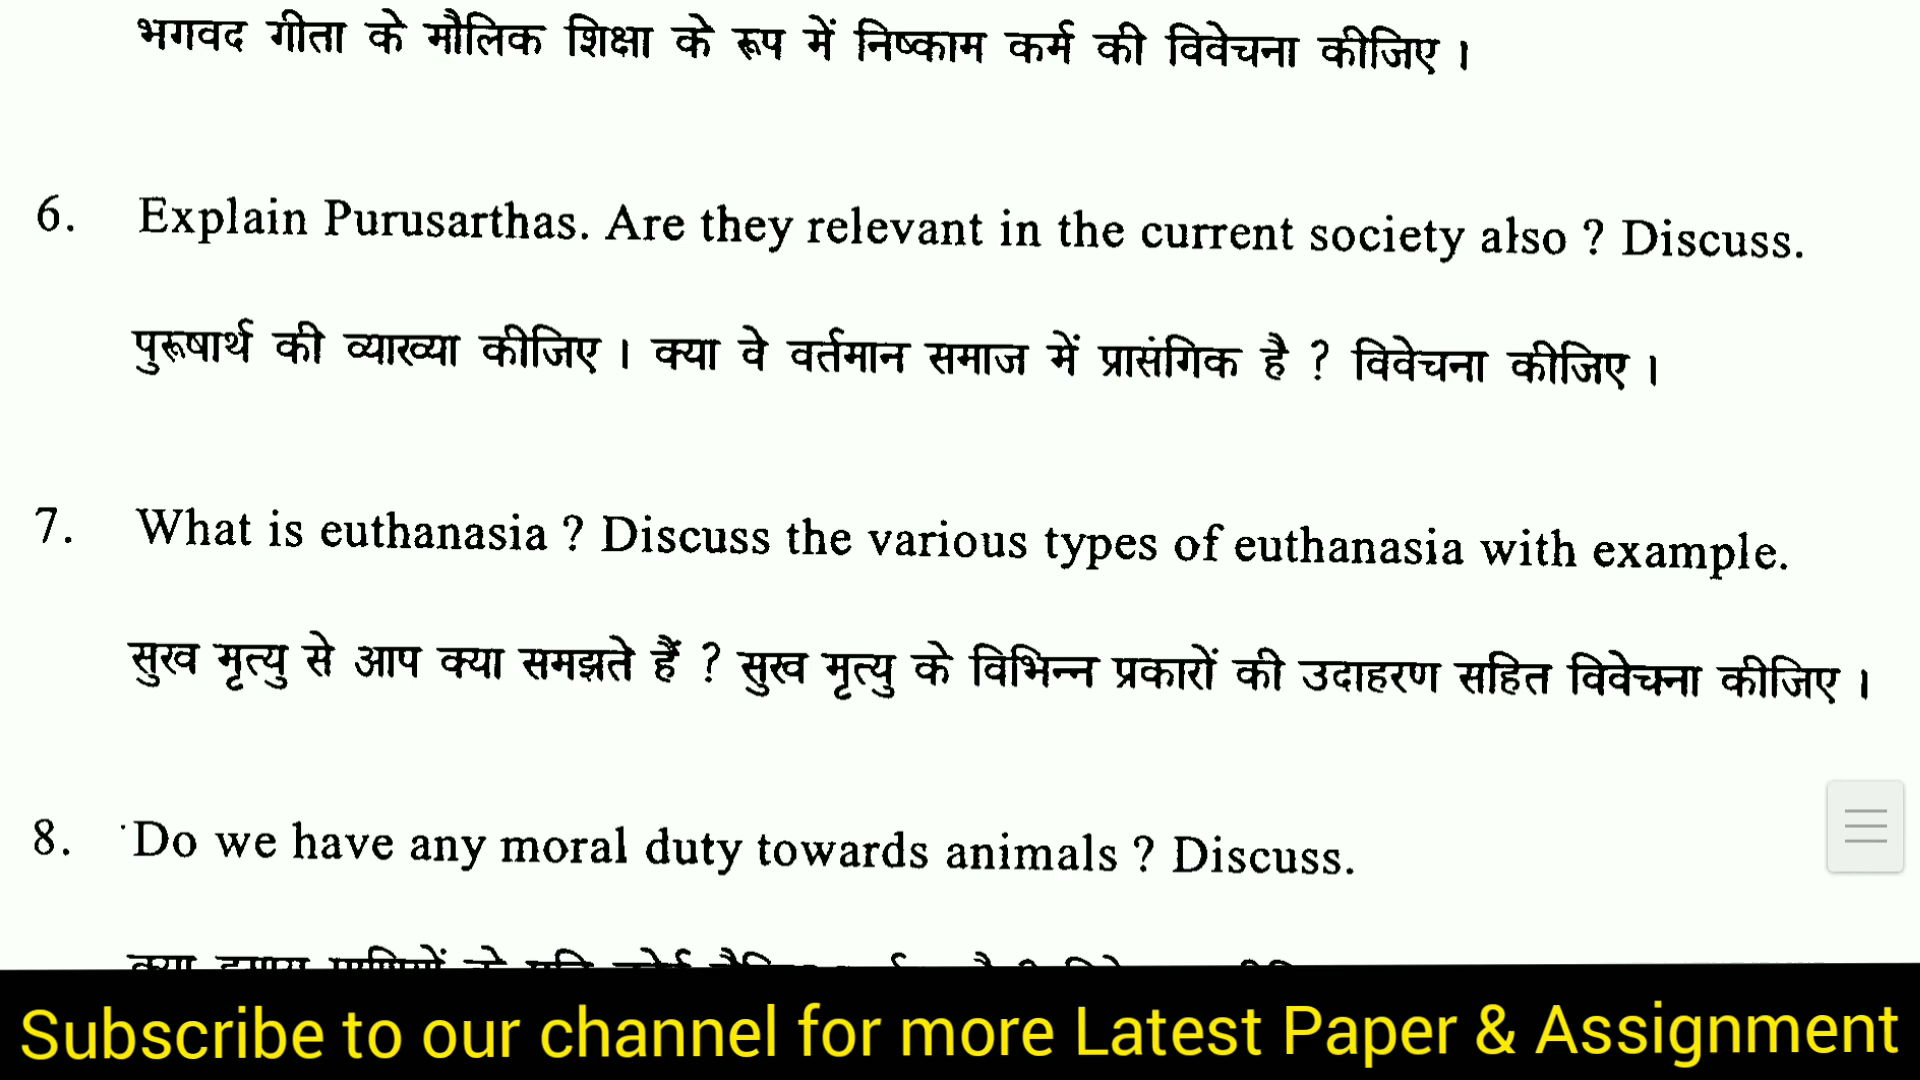 भगवद गीता के मौलिक शिक्षा के रूप में निष्काम कर्म की विवेचना कीजिए ।
6. Explain Purusarthas. Are they relevant in the current society also ? Discuss.
पुरूषार्थ की व्याख्या कीजिए । क्या वे वर्तमान समाज में प्रासंगिक है ? विवेचना कीजिए ।
7. What is euthanasia ? Discuss the various types of euthanasia with example.
सुख मृत्यु से आप क्या समझते हैं ? सुख मृत्यु के विभिन्न प्रकारों की उदाहरण सहित विवेचना कीजिए ।
8. Do we have any moral duty towards animals ? Discuss.
Subscribe to our channel for more Latest Paper & Assignment